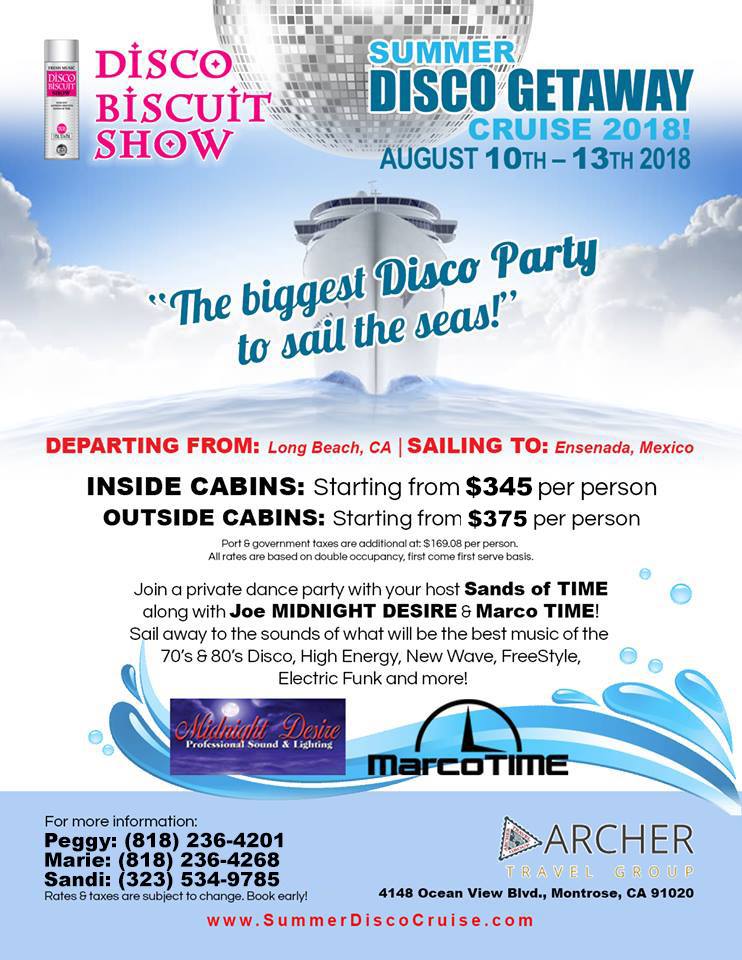 FRESH MUSIC
DISCO
BISCUIT
SHOW
DISCO
BISCUIT
SHOW
SUMMER
DISCO GETAWAY
CRUISE 2018!
AUGUST 10TH – 13TH 2018
“The biggest Disco Party
to sail the seas!”
DEPARTING FROM: Long Beach, CA | SAILING TO: Ensenada, Mexico
INSIDE CABINS: Starting from $345 per person
OUTSIDE CABINS: Starting from $375 per person
Port & government taxes are additional at: $169.08 per person.
All rates are based on double occupancy, first come first serve basis.
Join a private dance party with your host Sands of TIME
along with Joe MIDNIGHT DESIRE & Marco TIME!
Sail away to the sounds of what will be the best music of the
70's & 80's Disco, High Energy, New Wave, FreeStyle,
Electric Funk and more!
Midnight Desire
Professional Sound & Lighting
MARCOTIME
For more information:
Peggy: (818) 236-4201
Marie: (818) 236-4268
Sandi: (323) 534-9785
Rates & taxes are subject to change. Book early!
ARCHER
TRAVEL GROUP
4148 Ocean View Blvd., Montrose, CA 91020
www.SummerDiscoCruise.com